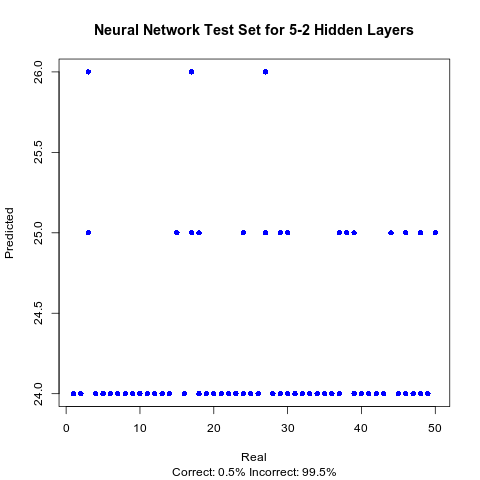 Neural Network Test Set for 5-2 Hidden Layers
26.0
25.5
25.0
24.5
24.0
Predicted
0 10 20 30 40 50
Real
Correct: 0.5% Incorrect: 99.5%